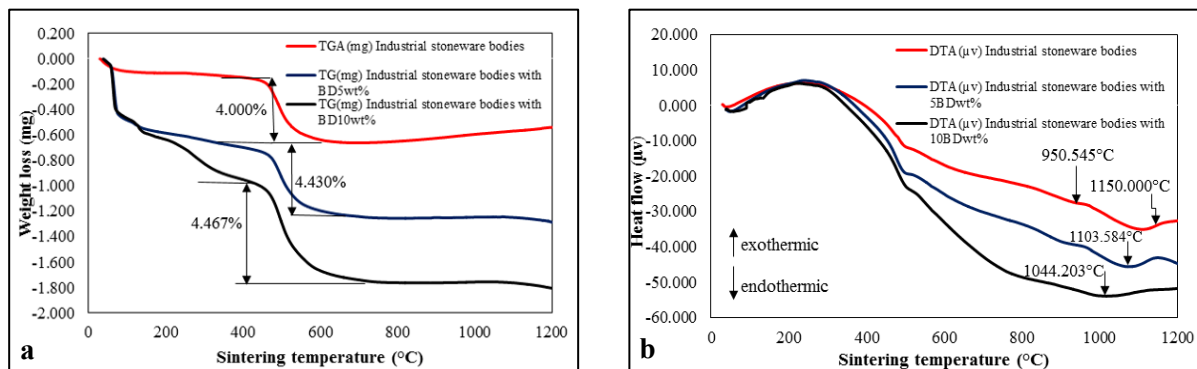 0.200
0.000
-0.200
-0.400
-0.600
-0.800
-1.000
-1.200
-1.400
-1.600
-1.800
-2.000
Weight loss (mg)
TGA (mg) Industrial stoneware bodies
TG(mg) Industrial stoneware bodies with
BD5wt%
TG(mg) Industrial stoneware bodies with
BD10wt%
4.000%
4.430%
4.467%
0
200
400
600
800
1000
1200
Sintering temperature (°C)
a
20.000
10.000
0.000
-10.000
-20.000
-30.000
-40.000
-50.000
-60.000
Heat flow (µv)
DTA (µv) Industrial stoneware bodies
DTA (µv) Industrial stoneware bodies with
5BDwt%
DTA (µv) Industrial stoneware bodies with
10BDwt%
950.545°C
1150.000°C
1103.584°C
1044.203°C
exothermic
endothermic
0
200
400
600
800
1000
1200
Sintering temperature (°C)
b